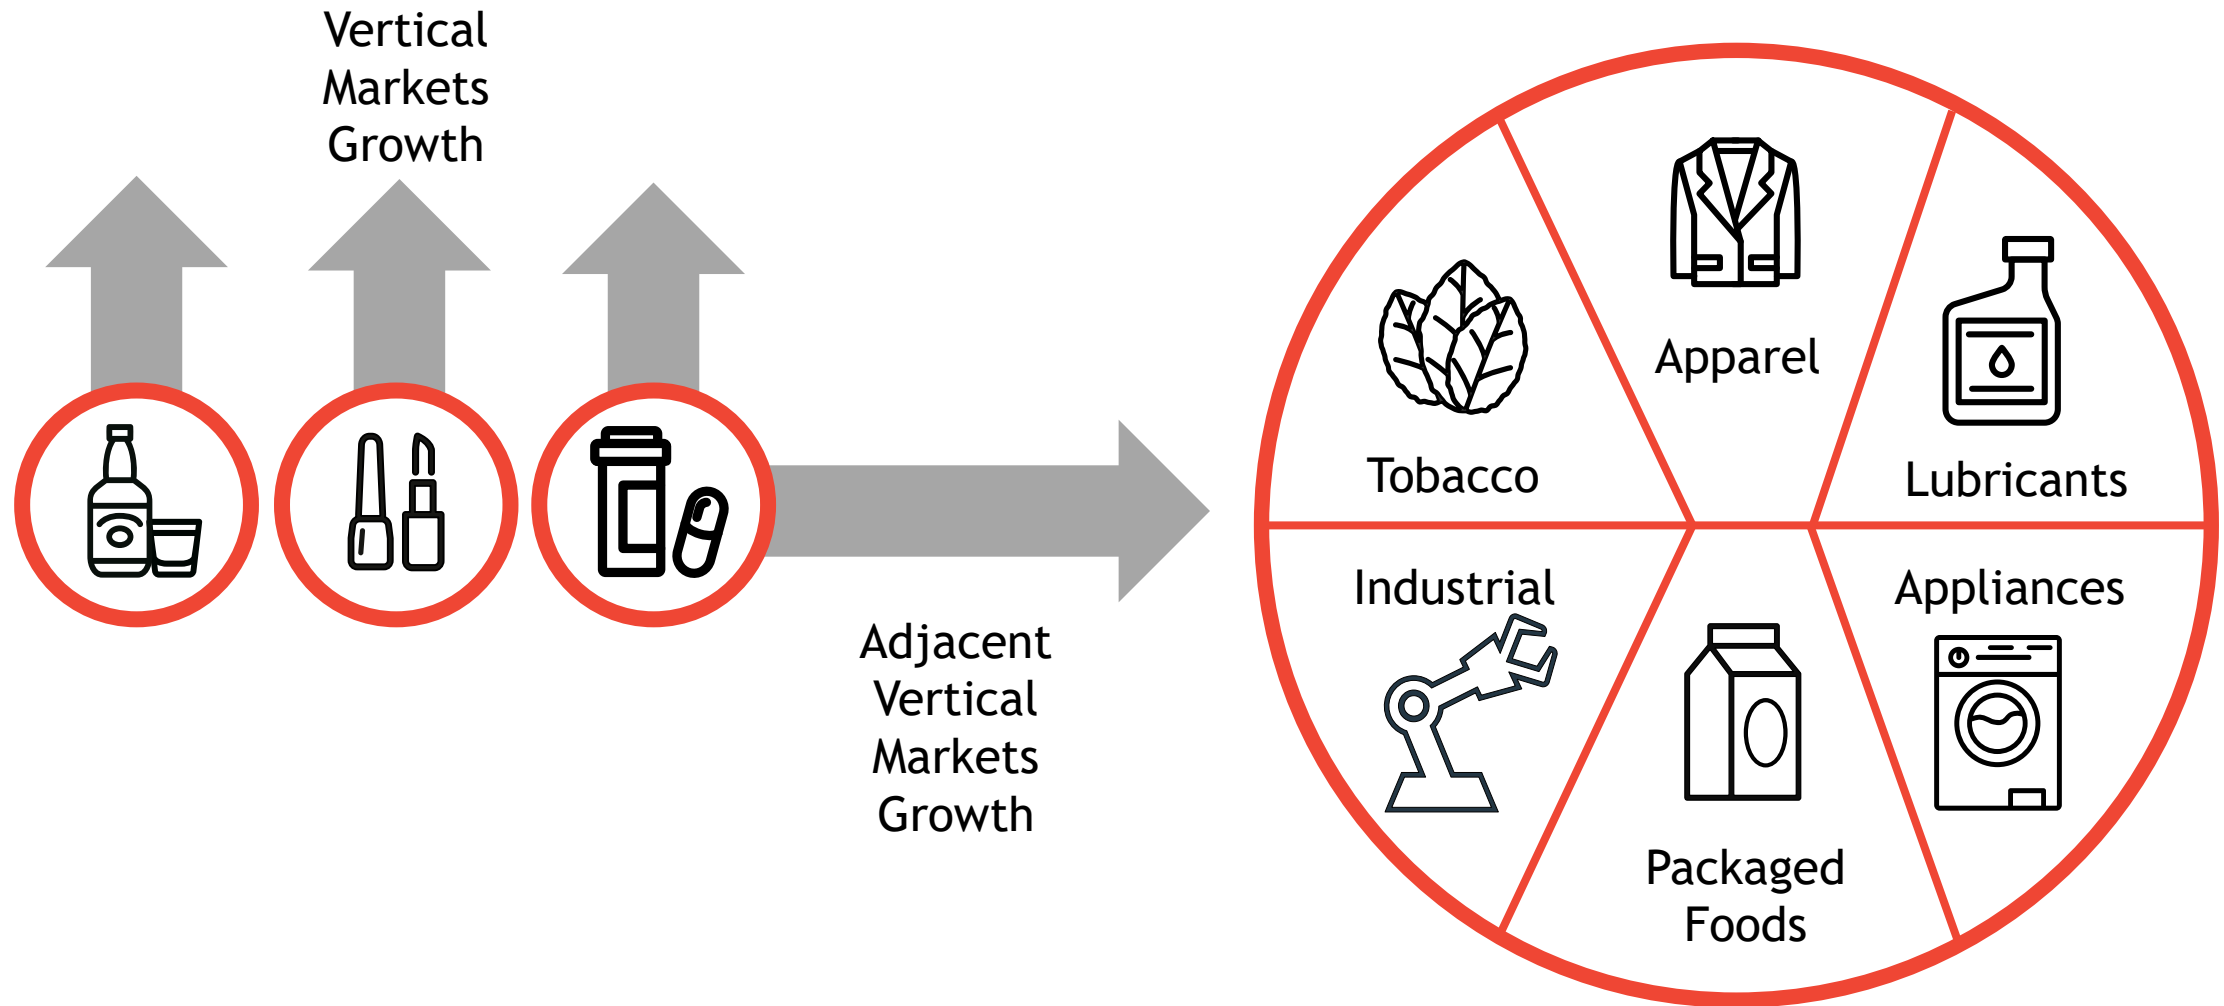 Vertical
Markets
Growth
Adjacent
Vertical
Markets
Growth
Apparel
Tobacco
Lubricants
Industrial
Appliances
Packaged
Foods